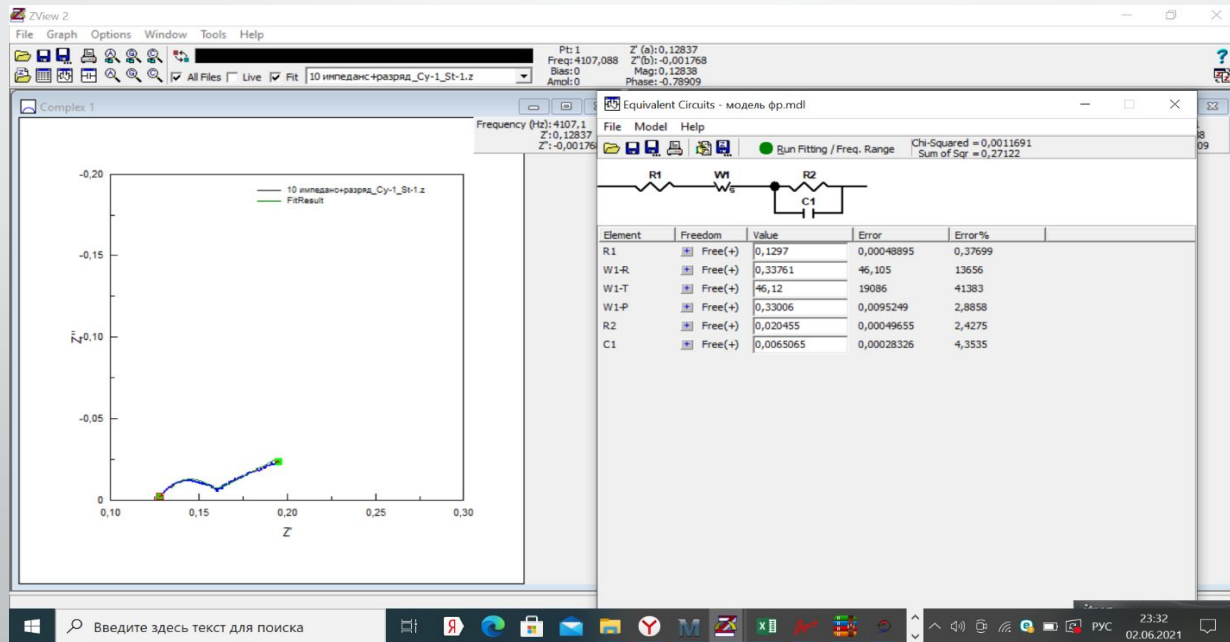 ZView 2
File Graph Options Window Tools Help
Pt: 1 Z' (a): 0,12837
Freq: 4107,088 Z''(b): -0,001768
Bias: 0 Mag: 0,12838
Ampl: 0 Phase: -0.78909
All Files Live Fit 10 импеданс+разряд_Cy-1_St-1.z
Complex 1
Frequency (Hz): 4107,1
Z': 0,12837
Z'': -0,00176
Equivalent Circuits - модель фр.mdl
File Model Help
Run Fitting / Freq. Range
Chi-Squared = 0,0011691
Sum of Sqr = 0,27122
R1 W1 R2
s
C1
Element Freedom Value Error Error%
R1 Free(+) 0,1297 0,00048895 0,37699
W1-R Free(+) 0,33761 46,105 13656
W1-T Free(+) 46,12 19086 41383
W1-P Free(+) 0,33006 0,0095249 2,8858
R2 Free(+) 0,020455 0,00049655 2,4275
C1 Free(+) 0,0065065 0,00028326 4,3535
10 импеданс+разряд_Cy-1_St-1.z
FitResult
-0,20
-0,15
-0,10
-0,05
0
Z''
0,10 0,15 0,20 0,25 0,30
Z'
Введите здесь текст для поиска
РУС
23:32
02.06.2021